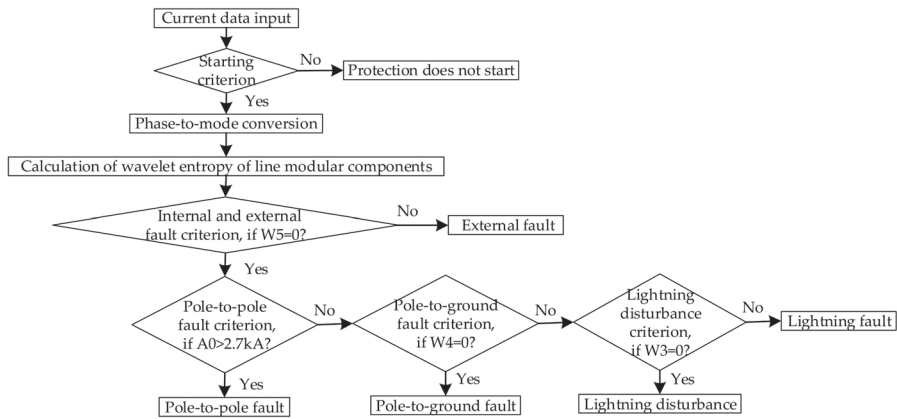 Current data input
Starting
criterion
No
Protection does not start
Yes
Phase-to-mode conversion
Calculation of wavelet entropy of line modular components
Internal and external
fault criterion, if W5=0?
No
External fault
Yes
Pole-to-pole
fault criterion,
if A0>2.7kA?
No
Pole-to-ground
fault criterion,
if W4=0?
No
Lightning
disturbance
criterion,
if W3=0?
No
Lightning fault
Yes
Pole-to-pole fault
Yes
Pole-to-ground fault
Yes
Lightning disturbance